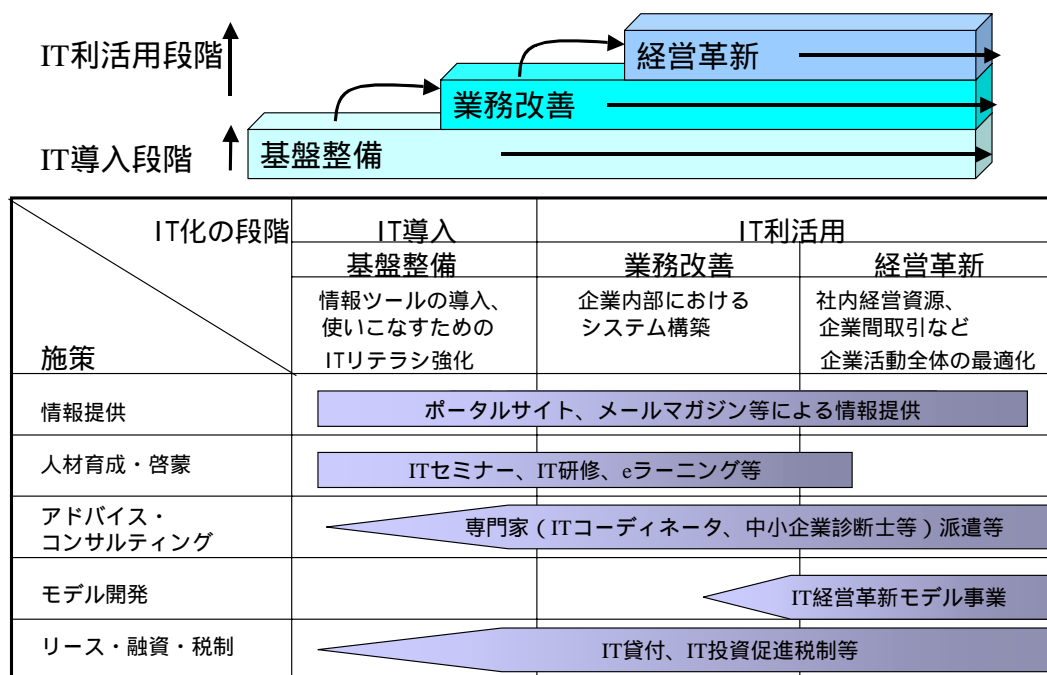 IT利活用段階
経営革新
業務改善
IT導入段階
基盤整備
IT化の段階
IT導入
IT利活用
基盤整備
業務改善
経営革新
施策
情報ツールの導入、
使いこなすための
ITリテラシ強化
企業内部における
システム構築
社内経営資源、
企業間取引など
企業活動全体の最適化
情報提供
ポータルサイト、メールマガジン等による情報提供
人材育成・啓蒙
ITセミナー、IT研修、eラーニング等
アドバイス・
コンサルティング
専門家（ITコーディネータ、中小企業診断士等）派遣等
モデル開発
IT経営革新モデル事業
リース・融資・税制
IT貸付、IT投資促進税制等